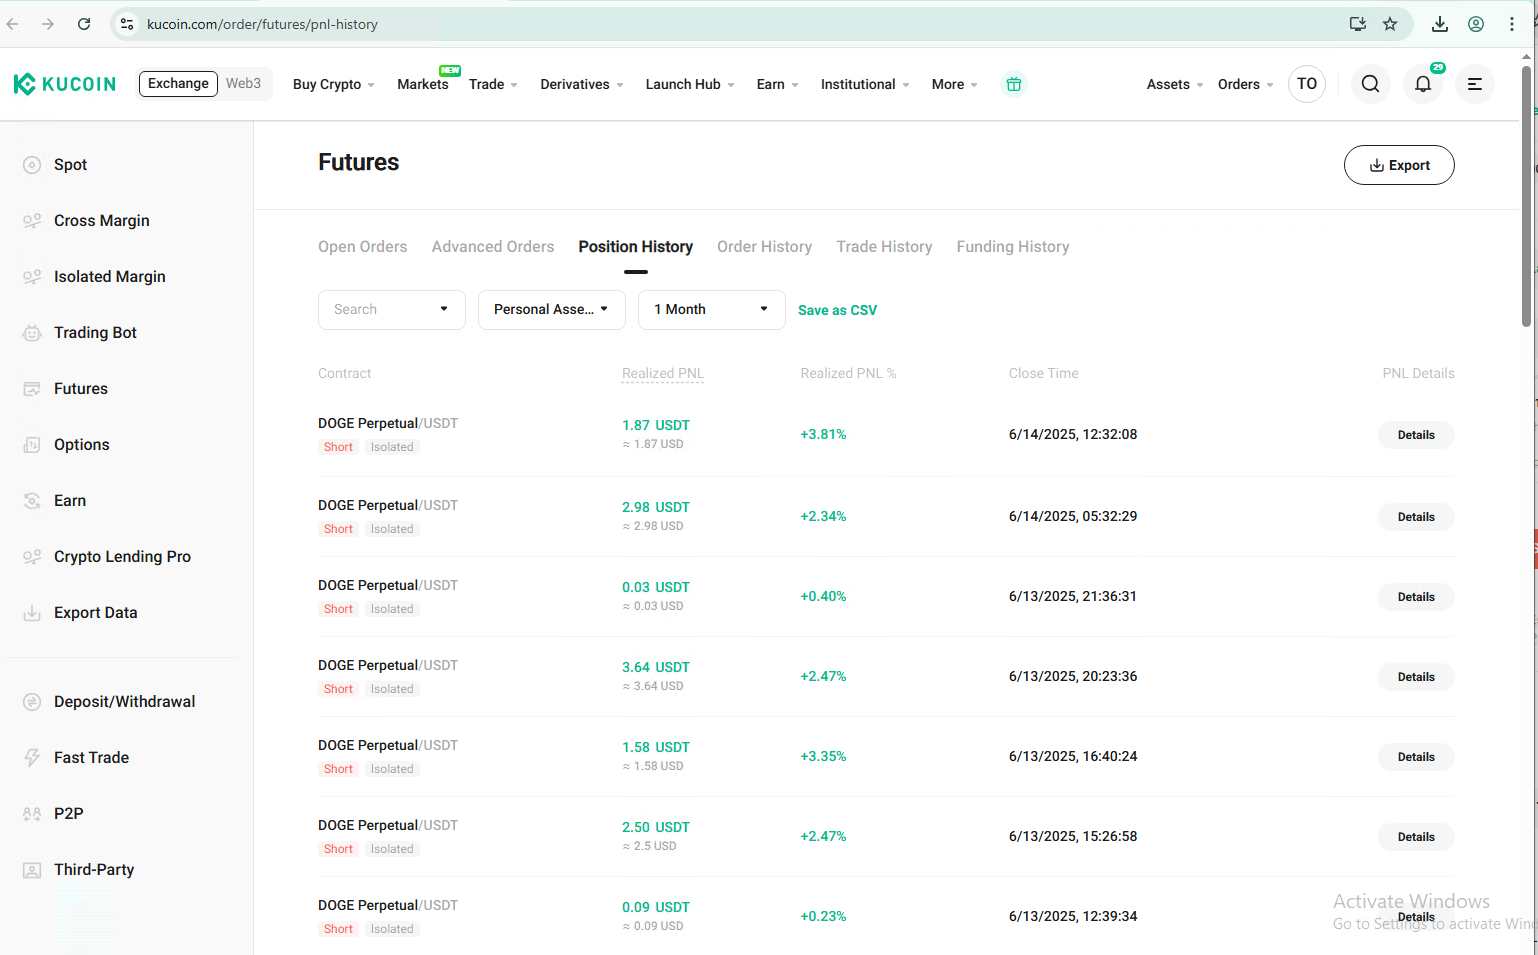 kucoin.com/order/futures/pnl-history
KUCOIN
Exchange Web3 Buy Crypto Markets NEW Trade Derivatives Launch Hub Earn Institutional More Assets Orders TO 29
Spot
Cross Margin
Isolated Margin
Trading Bot
Futures
Options
Earn
Crypto Lending Pro
Export Data
Deposit/Withdrawal
Fast Trade
P2P
Third-Party
Futures Export
Open Orders Advanced Orders Position History Order History Trade History Funding History
Search Personal Asse... 1 Month Save as CSV
Contract Realized PNL Realized PNL % Close Time PNL Details
DOGE Perpetual/USDT 1.87 USDT +3.81% 6/14/2025, 12:32:08 Details
Short Isolated ≈ 1.87 USD
DOGE Perpetual/USDT 2.98 USDT +2.34% 6/14/2025, 05:32:29 Details
Short Isolated ≈ 2.98 USD
DOGE Perpetual/USDT 0.03 USDT +0.40% 6/13/2025, 21:36:31 Details
Short Isolated ≈ 0.03 USD
DOGE Perpetual/USDT 3.64 USDT +2.47% 6/13/2025, 20:23:36 Details
Short Isolated ≈ 3.64 USD
DOGE Perpetual/USDT 1.58 USDT +3.35% 6/13/2025, 16:40:24 Details
Short Isolated ≈ 1.58 USD
DOGE Perpetual/USDT 2.50 USDT +2.47% 6/13/2025, 15:26:58 Details
Short Isolated ≈ 2.5 USD
DOGE Perpetual/USDT 0.09 USDT +0.23% 6/13/2025, 12:39:34 Details
Short Isolated ≈ 0.09 USD
Activate Windows
Go to Settings to activate Win